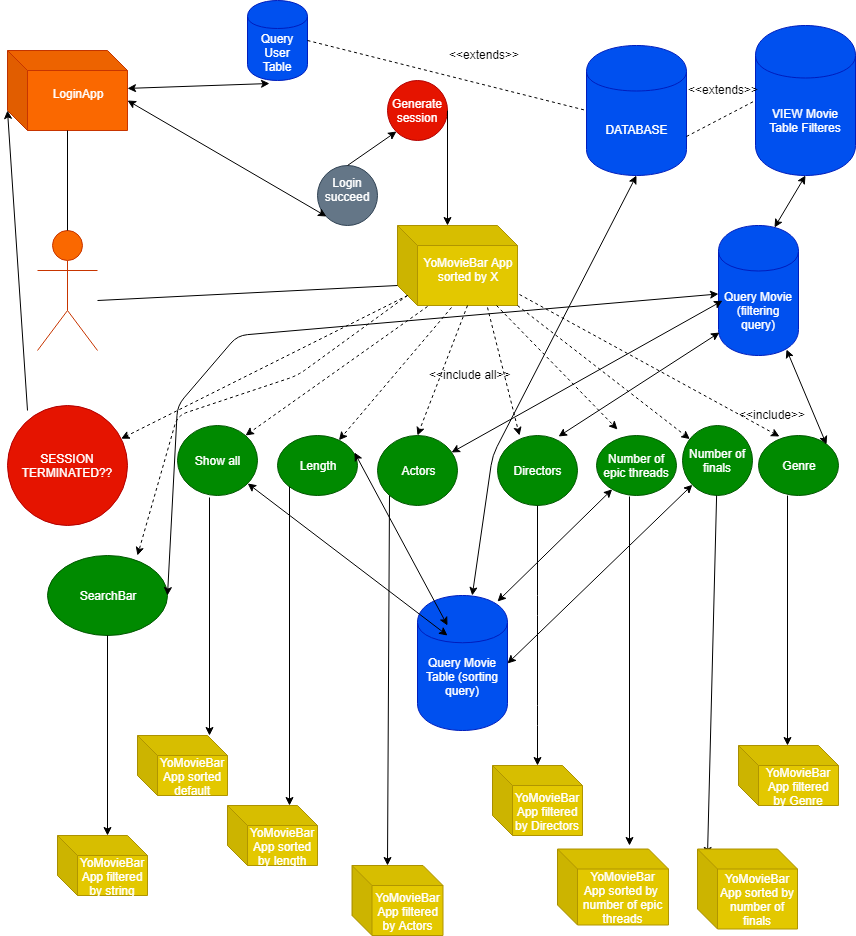 Query
User
Table
<<extends>>
LoginApp
<<extends>>
Generate
session
VIEW Movie
Table Filteres
DATABASE
Login
succeed
YoMovieBar App
sorted by X
Query Movie
(filtering
query)
<<include all>>
<<include>>
SESSION
TERMINATED??
Show all
Length
Actors
Directors
Number of
epic threads
Number of
finals
Genre
SearchBar
Query Movie
Table (sorting
query)
YoMovieBar
App sorted
default
YoMovieBar
App filtered
by Genre
YoMovieBar
App filtered
by Directors
YoMovieBar
App sorted
by length
YoMovieBar
App filtered
by string
YoMovieBar
App filtered
by Actors
YoMovieBar
App sorted by
number of epic
threads
YoMovieBar
App sorted by
number of
finals